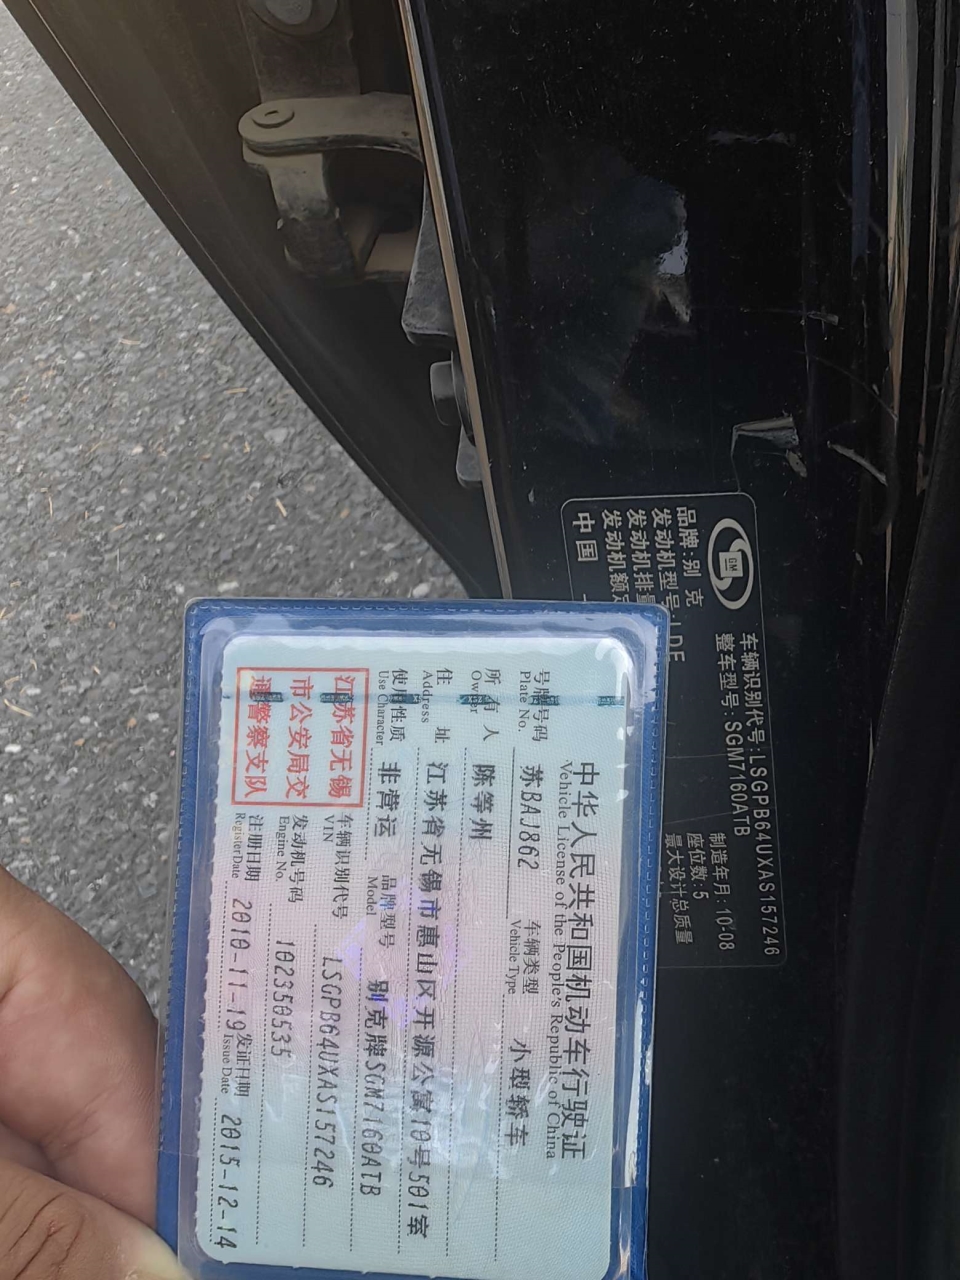 GM
车辆识别代号:LSGPB64UXAS157246
整车型号:SGM7160ATB
品牌:别克
制造年月:10-08
发动机型号:LDE
座位数:5
发动机排量
最大设计总质量
发动机额定
中国
中华人民共和国机动车行驶证
Vehicle License of the People's Republic of China
号牌号码 苏BAJ862 车辆类型 小型轿车
Plate No. Vehicle Type
所有人 陈等州
Owner
住址 江苏省无锡市惠山区开源公寓10号501室
Address
使用性质 非营运 品牌型号 别克牌SGM7160ATB
Use Character Model
江苏省无锡
市公安局交
通警察支队
车辆识别代号 LSGPB64UXAS157246
VIN
发动机号码 102350535
Engine No.
注册日期 2010-11-19 发证日期 2015-12-14
Register Date Issue Date